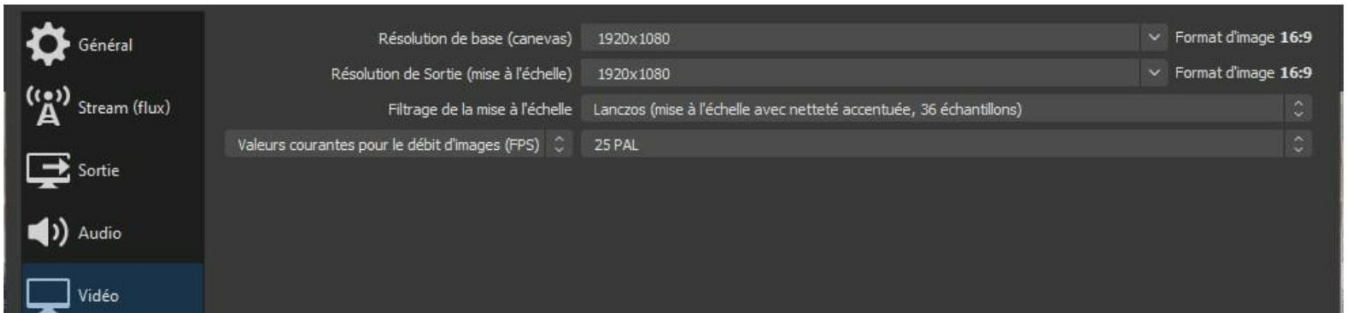 Général
Stream (flux)
Sortie
Audio
Vidéo
Résolution de base (canevas) 1920x1080 Format d'image 16:9
Résolution de Sortie (mise à l'échelle) 1920x1080 Format d'image 16:9
Filtrage de la mise à l'échelle Lanczos (mise à l'échelle avec netteté accentuée, 36 échantillons)
Valeurs courantes pour le débit d'images (FPS) 25 PAL